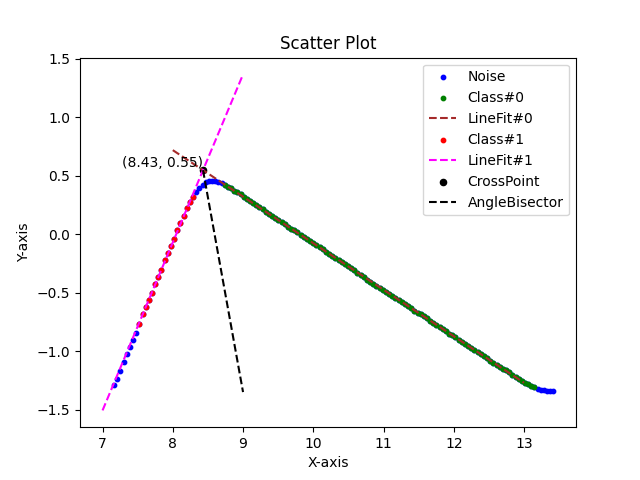 Scatter Plot
1.5
1.0
0.5
0.0
−0.5
−1.0
−1.5
Y-axis
(8.43, 0.55)
Noise
Class#0
LineFit#0
Class#1
LineFit#1
CrossPoint
AngleBisector
7 8 9 10 11 12 13
X-axis